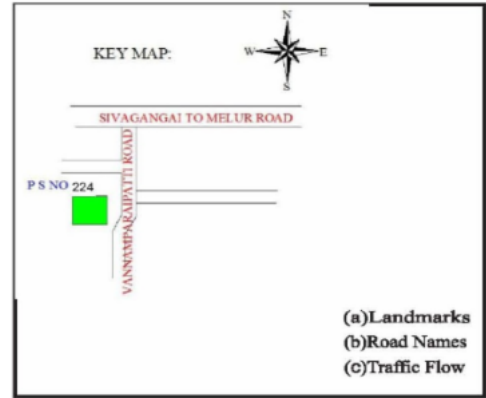 N
KEY MAP:
W E
S
SIVAGANGAI TO MELUR ROAD
VANNAMPARAIPATTI ROAD
P S NO 224
(a)Landmarks
(b)Road Names
(c)Traffic Flow